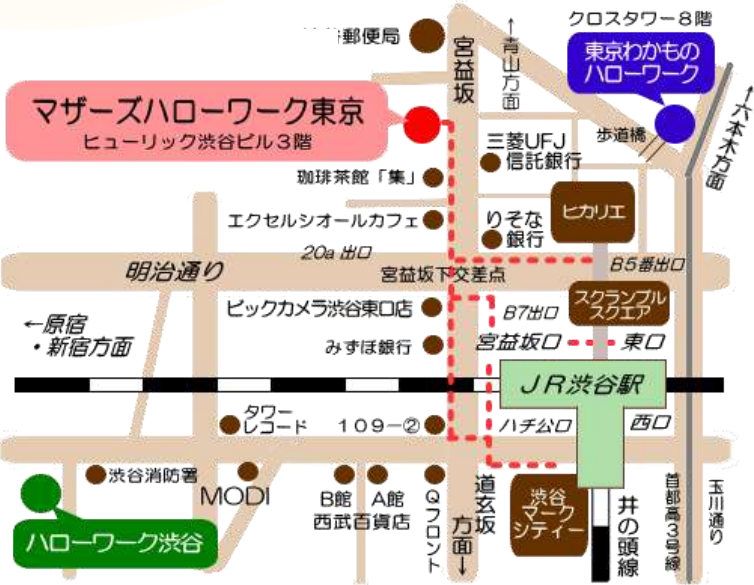 クロスタワー8階
東京わかもの
ハローワーク
郵便局
宮益坂
↑青山方面
↑六本木方面
マザーズハローワーク東京
ヒューリック渋谷ビル3階
歩道橋
三菱UFJ
信託銀行
珈琲茶館「集」
ヒカリエ
エクセルシオールカフェ
りそな
銀行
20a 出口
B5番出口
明治通り
宮益坂下交差点
スクランブル
スクエア
ビックカメラ渋谷東口店
B7出口
←原宿
・新宿方面
みずほ銀行
宮益坂口
東口
JR渋谷駅
タワー
レコード
109-②
ハチ公口
西口
渋谷消防署
MODI
B館
A館
西武百貨店
Qフロント
道玄坂
方面↓
渋谷
マーク
シティー
井の頭線
首都高3号線
玉川通り
ハローワーク渋谷